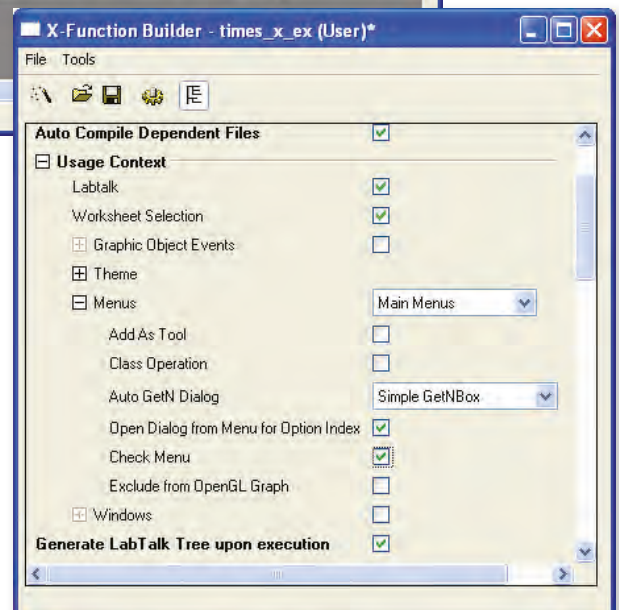 X-Function Builder - times_x_ex (User)*
File Tools
Auto Compile Dependent Files
Usage Context
Labtalk
Worksheet Selection
Graphic Object Events
Theme
Menus Main Menus
Add As Tool
Class Operation
Auto GetN Dialog Simple GetNBox
Open Dialog from Menu for Option Index
Check Menu
Exclude from OpenGL Graph
Windows
Generate LabTalk Tree upon execution